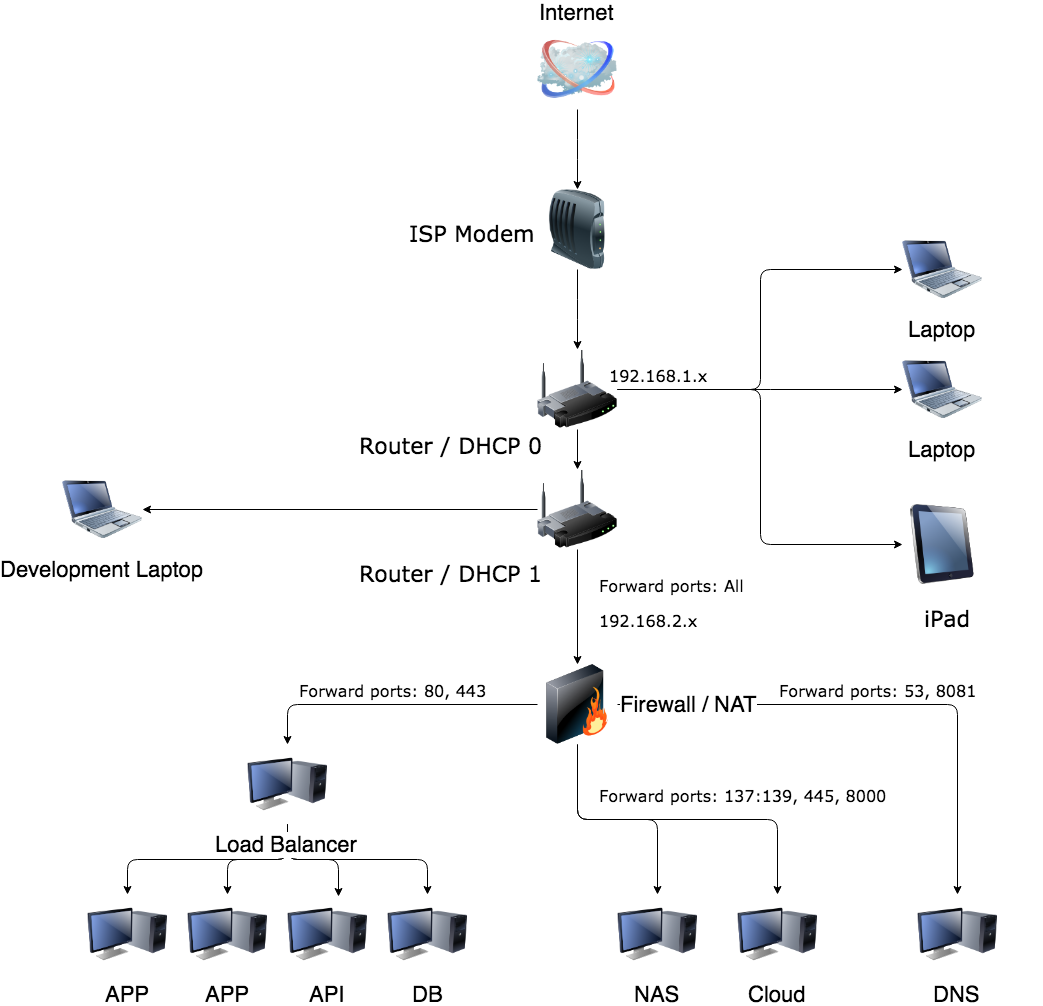 Internet
ISP Modem
Laptop
192.168.1.x
Router / DHCP 0
Laptop
Development Laptop
Router / DHCP 1
Forward ports: All
192.168.2.x
iPad
Forward ports: 80, 443
Firewall / NAT
Forward ports: 53, 8081
Forward ports: 137:139, 445, 8000
Load Balancer
APP
APP
API
DB
NAS
Cloud
DNS